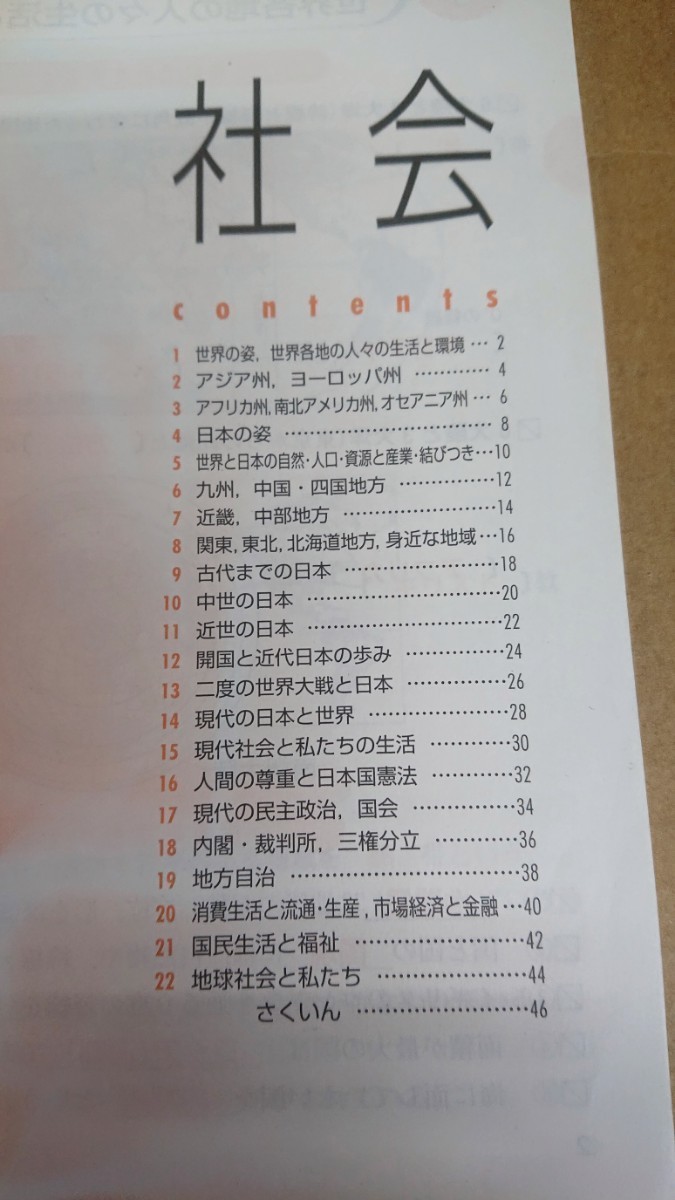 社会
contents
1 世界の姿，世界各地の人々の生活と環境 … 2
2 アジア州，ヨーロッパ州 ………… 4
3 アフリカ州,南北アメリカ州,オセアニア州 … 6
4 日本の姿 ………………………… 8
5 世界と日本の自然・人口・資源と産業・結びつき…10
6 九州，中国・四国地方 ……………12
7 近畿，中部地方 ……………………14
8 関東,東北,北海道地方,身近な地域…16
9 古代までの日本 ……………………18
10 中世の日本 …………………………20
11 近世の日本 …………………………22
12 開国と近代日本の歩み ……………24
13 二度の世界大戦と日本 ……………26
14 現代の日本と世界 …………………28
15 現代社会と私たちの生活 …………30
16 人間の尊重と日本国憲法 …………32
17 現代の民主政治，国会 ……………34
18 内閣・裁判所，三権分立 …………36
19 地方自治 ……………………………38
20 消費生活と流通・生産,市場経済と金融…40
21 国民生活と福祉 ……………………42
22 地球社会と私たち …………………44
さくいん ……………………46